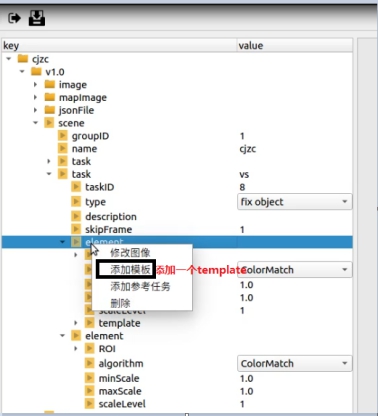 key value
cjzc
v1.0
image
mapImage
jsonFile
scene
groupID 1
name cjzc
task
task vs
taskID 8
type fix object
description
skipFrame 1
element
修改图像
添加模板 添加一个template ColorMatch
添加参考任务 1.0
删除 1.0
scaleLevel 1
template
element
ROI
algorithm ColorMatch
minScale 1.0
maxScale 1.0
scaleLevel 1